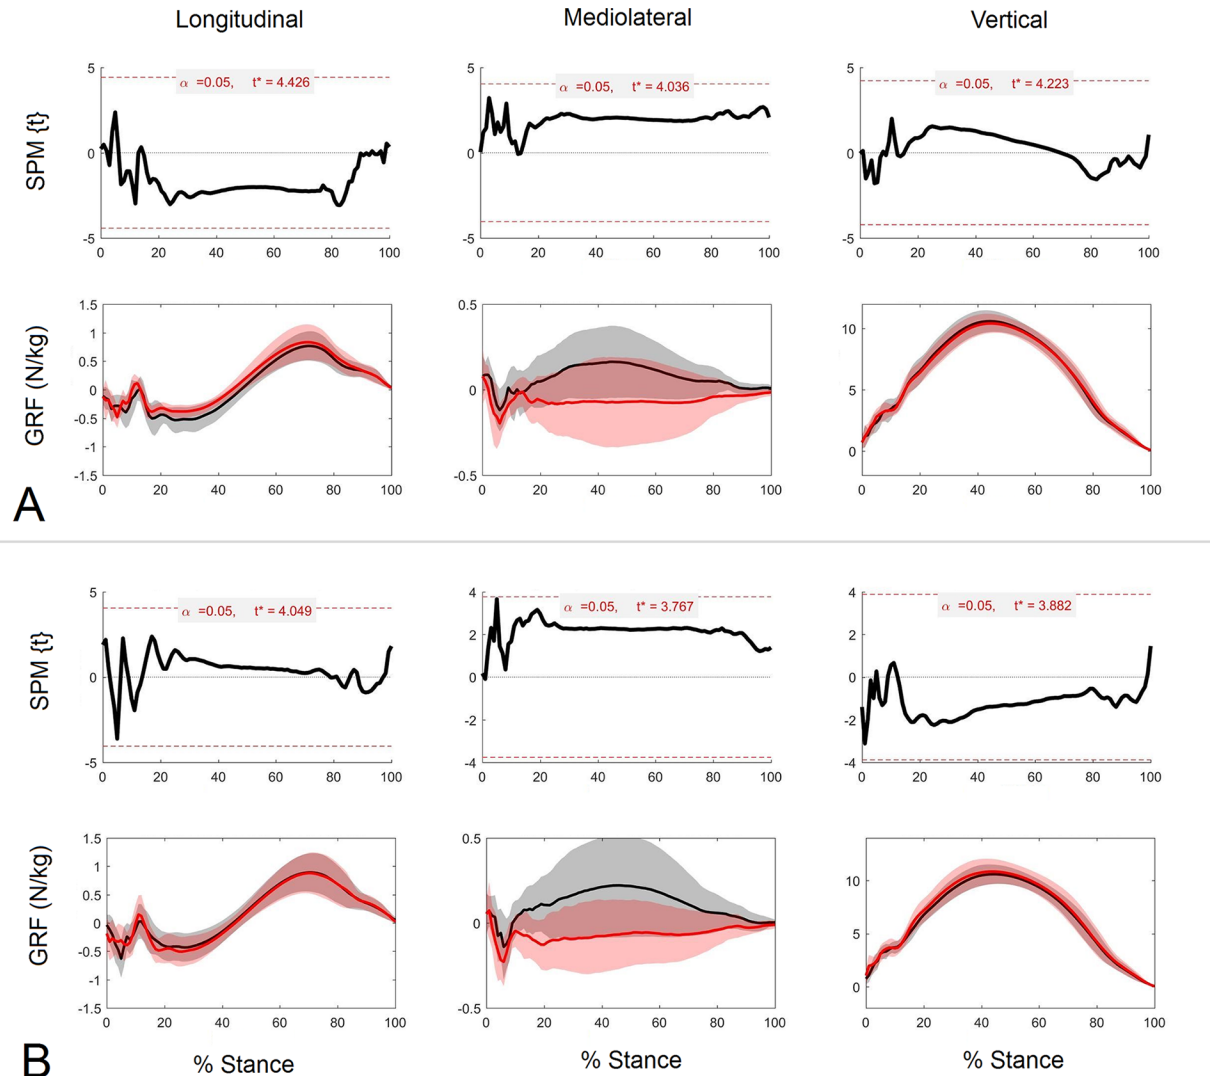 Longitudinal Mediolateral Vertical
SPM {t}
5
0
-5
α =0.05, t* = 4.426
0 20 40 60 80 100
5
0
-5
α =0.05, t* = 4.036
0 20 40 60 80 100
5
0
-5
α =0.05, t* = 4.223
0 20 40 60 80 100
GRF (N/kg)
1.5
1
0.5
0
-0.5
-1
-1.5
0 20 40 60 80 100
0.5
0
-0.5
0 20 40 60 80 100
10
5
0
0 20 40 60 80 100
A
SPM {t}
5
0
-5
α =0.05, t* = 4.049
0 20 40 60 80 100
4
2
0
-2
-4
α =0.05, t* = 3.767
0 20 40 60 80 100
4
2
0
-2
-4
α =0.05, t* = 3.882
0 20 40 60 80 100
GRF (N/kg)
1.5
1
0.5
0
-0.5
-1
-1.5
0 20 40 60 80 100
0.5
0
-0.5
0 20 40 60 80 100
10
5
0
0 20 40 60 80 100
B
% Stance % Stance % Stance